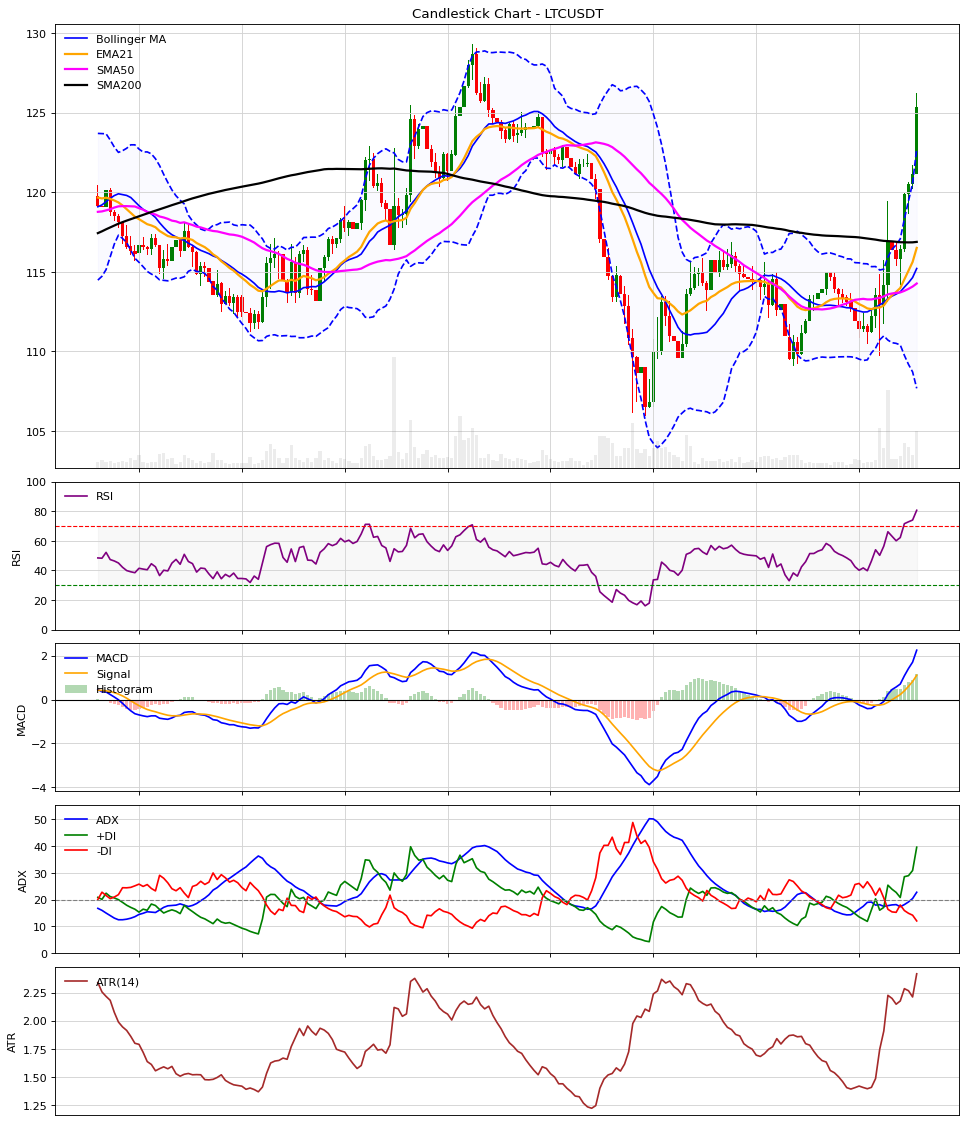 Candlestick Chart - LTCUSDT
130
125
120
115
110
105
Bollinger MA
EMA21
SMA50
SMA200
100
80
60
40
20
0
RSI
RSI
2
0
−2
−4
MACD
MACD
Signal
Histogram
50
40
30
20
10
0
ADX
ADX
+DI
-DI
2.25
2.00
1.75
1.50
1.25
ATR
ATR(14)